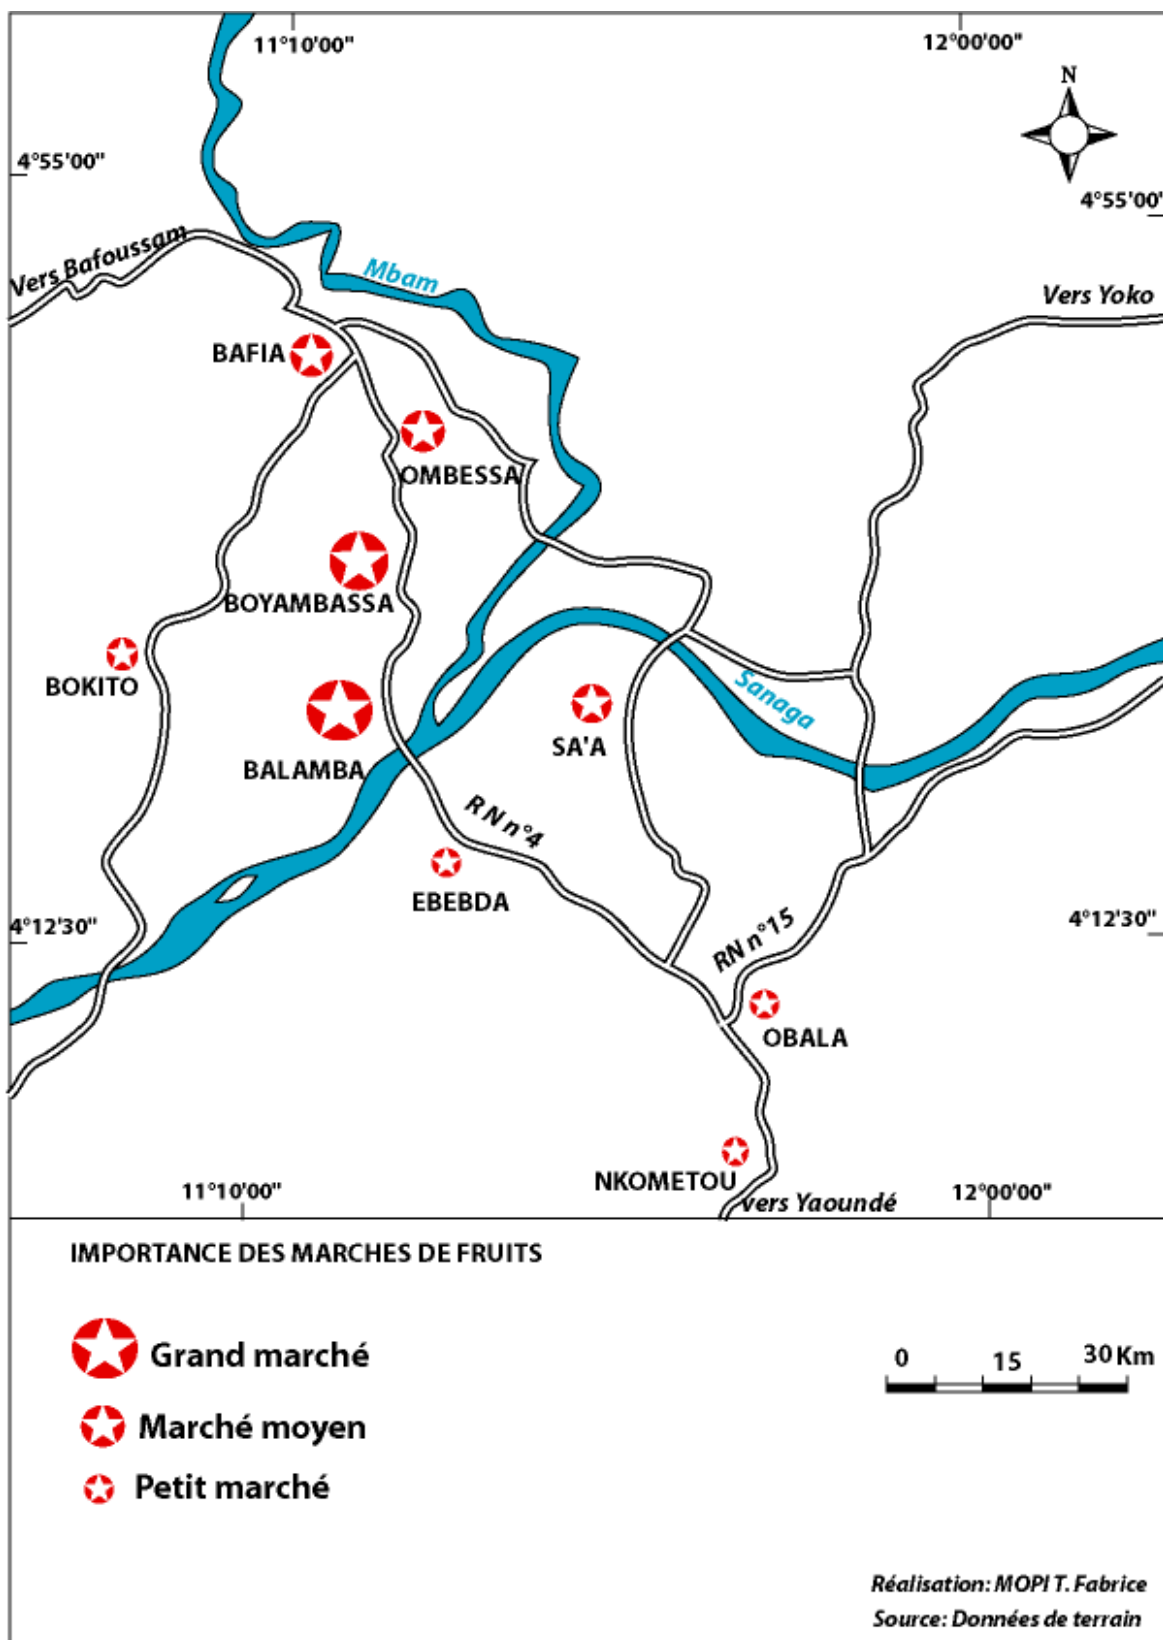 11°10'00"
12°00'00"
N
4°55'00"
4°55'00'
Vers Bafoussam
Mbam
Vers Yoko
BAFIA
OMBESSA
BOYAMBASSA
BOKITO
Sanaga
SA'A
BALAMBA
RN n°4
EBEBDA
4°12'30"
4°12'30"
RN n°15
OBALA
NKOMETOU
11°10'00"
12°00'00"
vers Yaoundé
IMPORTANCE DES MARCHES DE FRUITS
Grand marché
0 15 30 Km
Marché moyen
Petit marché
Réalisation: MOPI T. Fabrice
Source: Données de terrain